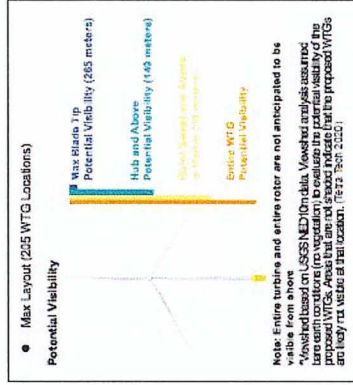 ● Max Layout (205 WTG Locations)
Potential Visibility
Max Blade Tip
Potential Visibility (265 meters)
Hub and Above
Potential Visibility (149 meters)
Entire WTG
Potential Visibility
Note: Entire turbine and entire rotor are not anticipated to be
visible from shore
*Viewshed based on USGS NED10m data. Viewshed analysis assumed
bare earth conditions (no vegetation) to evaluate the potential visibility of the
proposed WTGs. Areas that are not shaded indicate that the proposed WTGs
are likely not visible at that location. (Tetra Tech 2020)